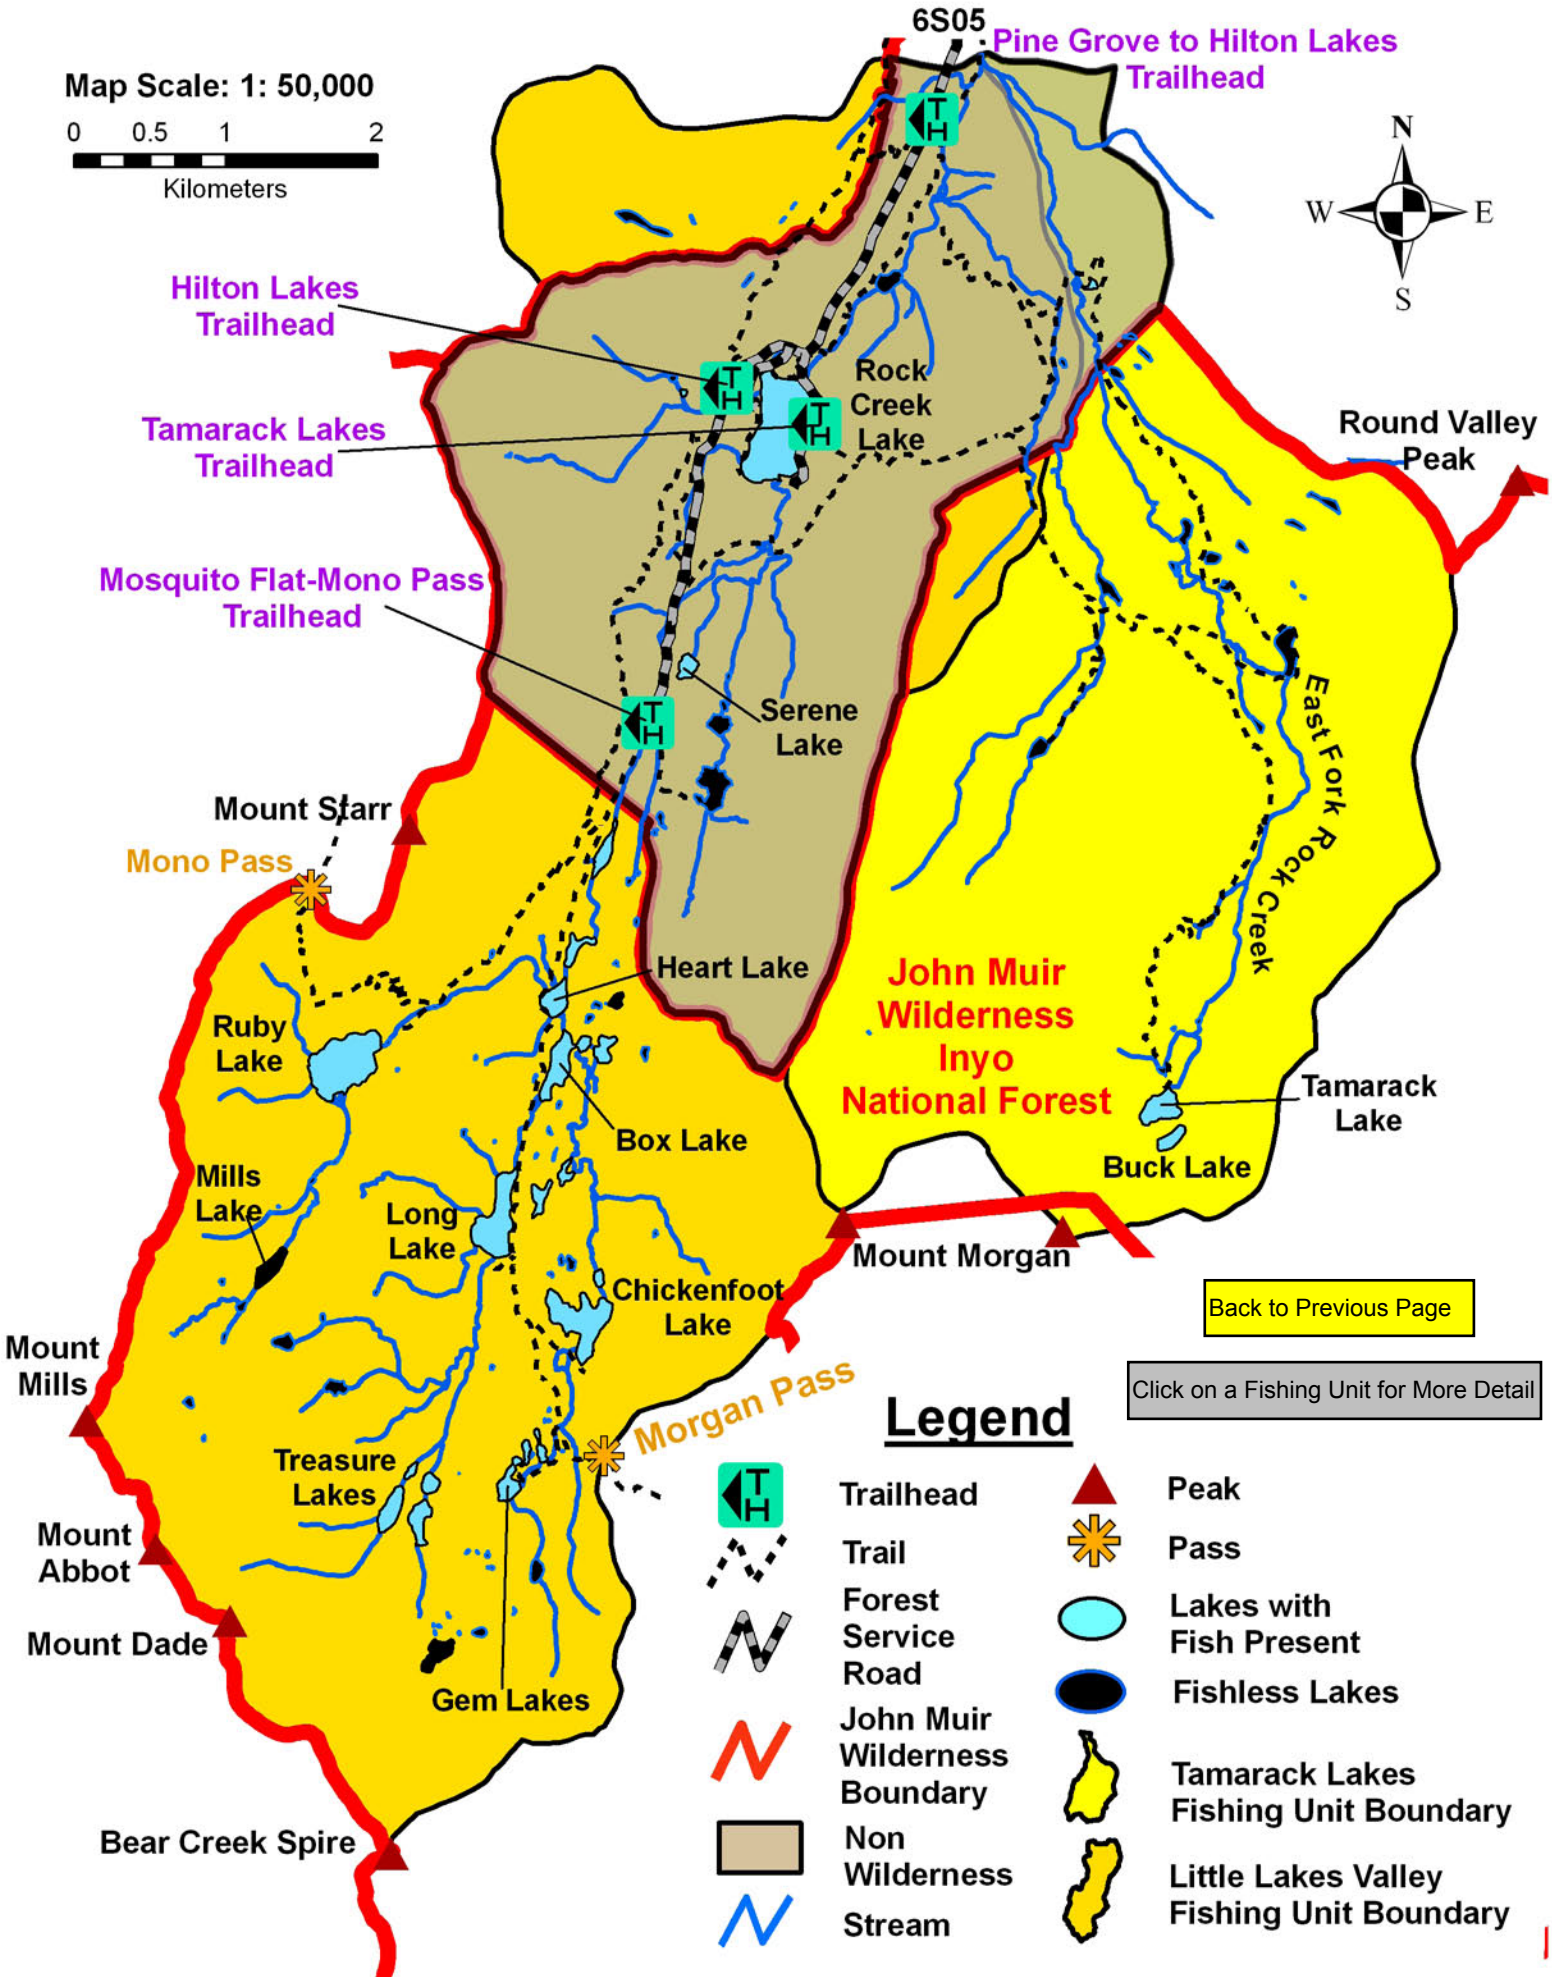 6S05
Pine Grove to Hilton Lakes
Trailhead
Map Scale: 1: 50,000
0 0.5 1 2
Kilometers
T
H
N
W E
S
Hilton Lakes
Trailhead
T
H
Rock
Creek
Lake
T
H
Tamarack Lakes
Trailhead
Round Valley
Peak
Mosquito Flat-Mono Pass
Trailhead
T
H
Serene
Lake
East Fork Rock Creek
Mount Starr
Mono Pass
Heart Lake
John Muir
Wilderness
Inyo
National Forest
Ruby
Lake
Tamarack
Lake
Box Lake
Buck Lake
Mills
Lake
Long
Lake
Mount Morgan
Chickenfoot
Lake
Back to Previous Page
Mount
Mills
Click on a Fishing Unit for More Detail
Morgan Pass
Treasure
Lakes
Mount
Abbot
Mount Dade
Gem Lakes
Bear Creek Spire
Legend
T
H
Trailhead
Trail
Forest
Service
Road
John Muir
Wilderness
Boundary
Non
Wilderness
Stream
Peak
Pass
Lakes with
Fish Present
Fishless Lakes
Tamarack Lakes
Fishing Unit Boundary
Little Lakes Valley
Fishing Unit Boundary